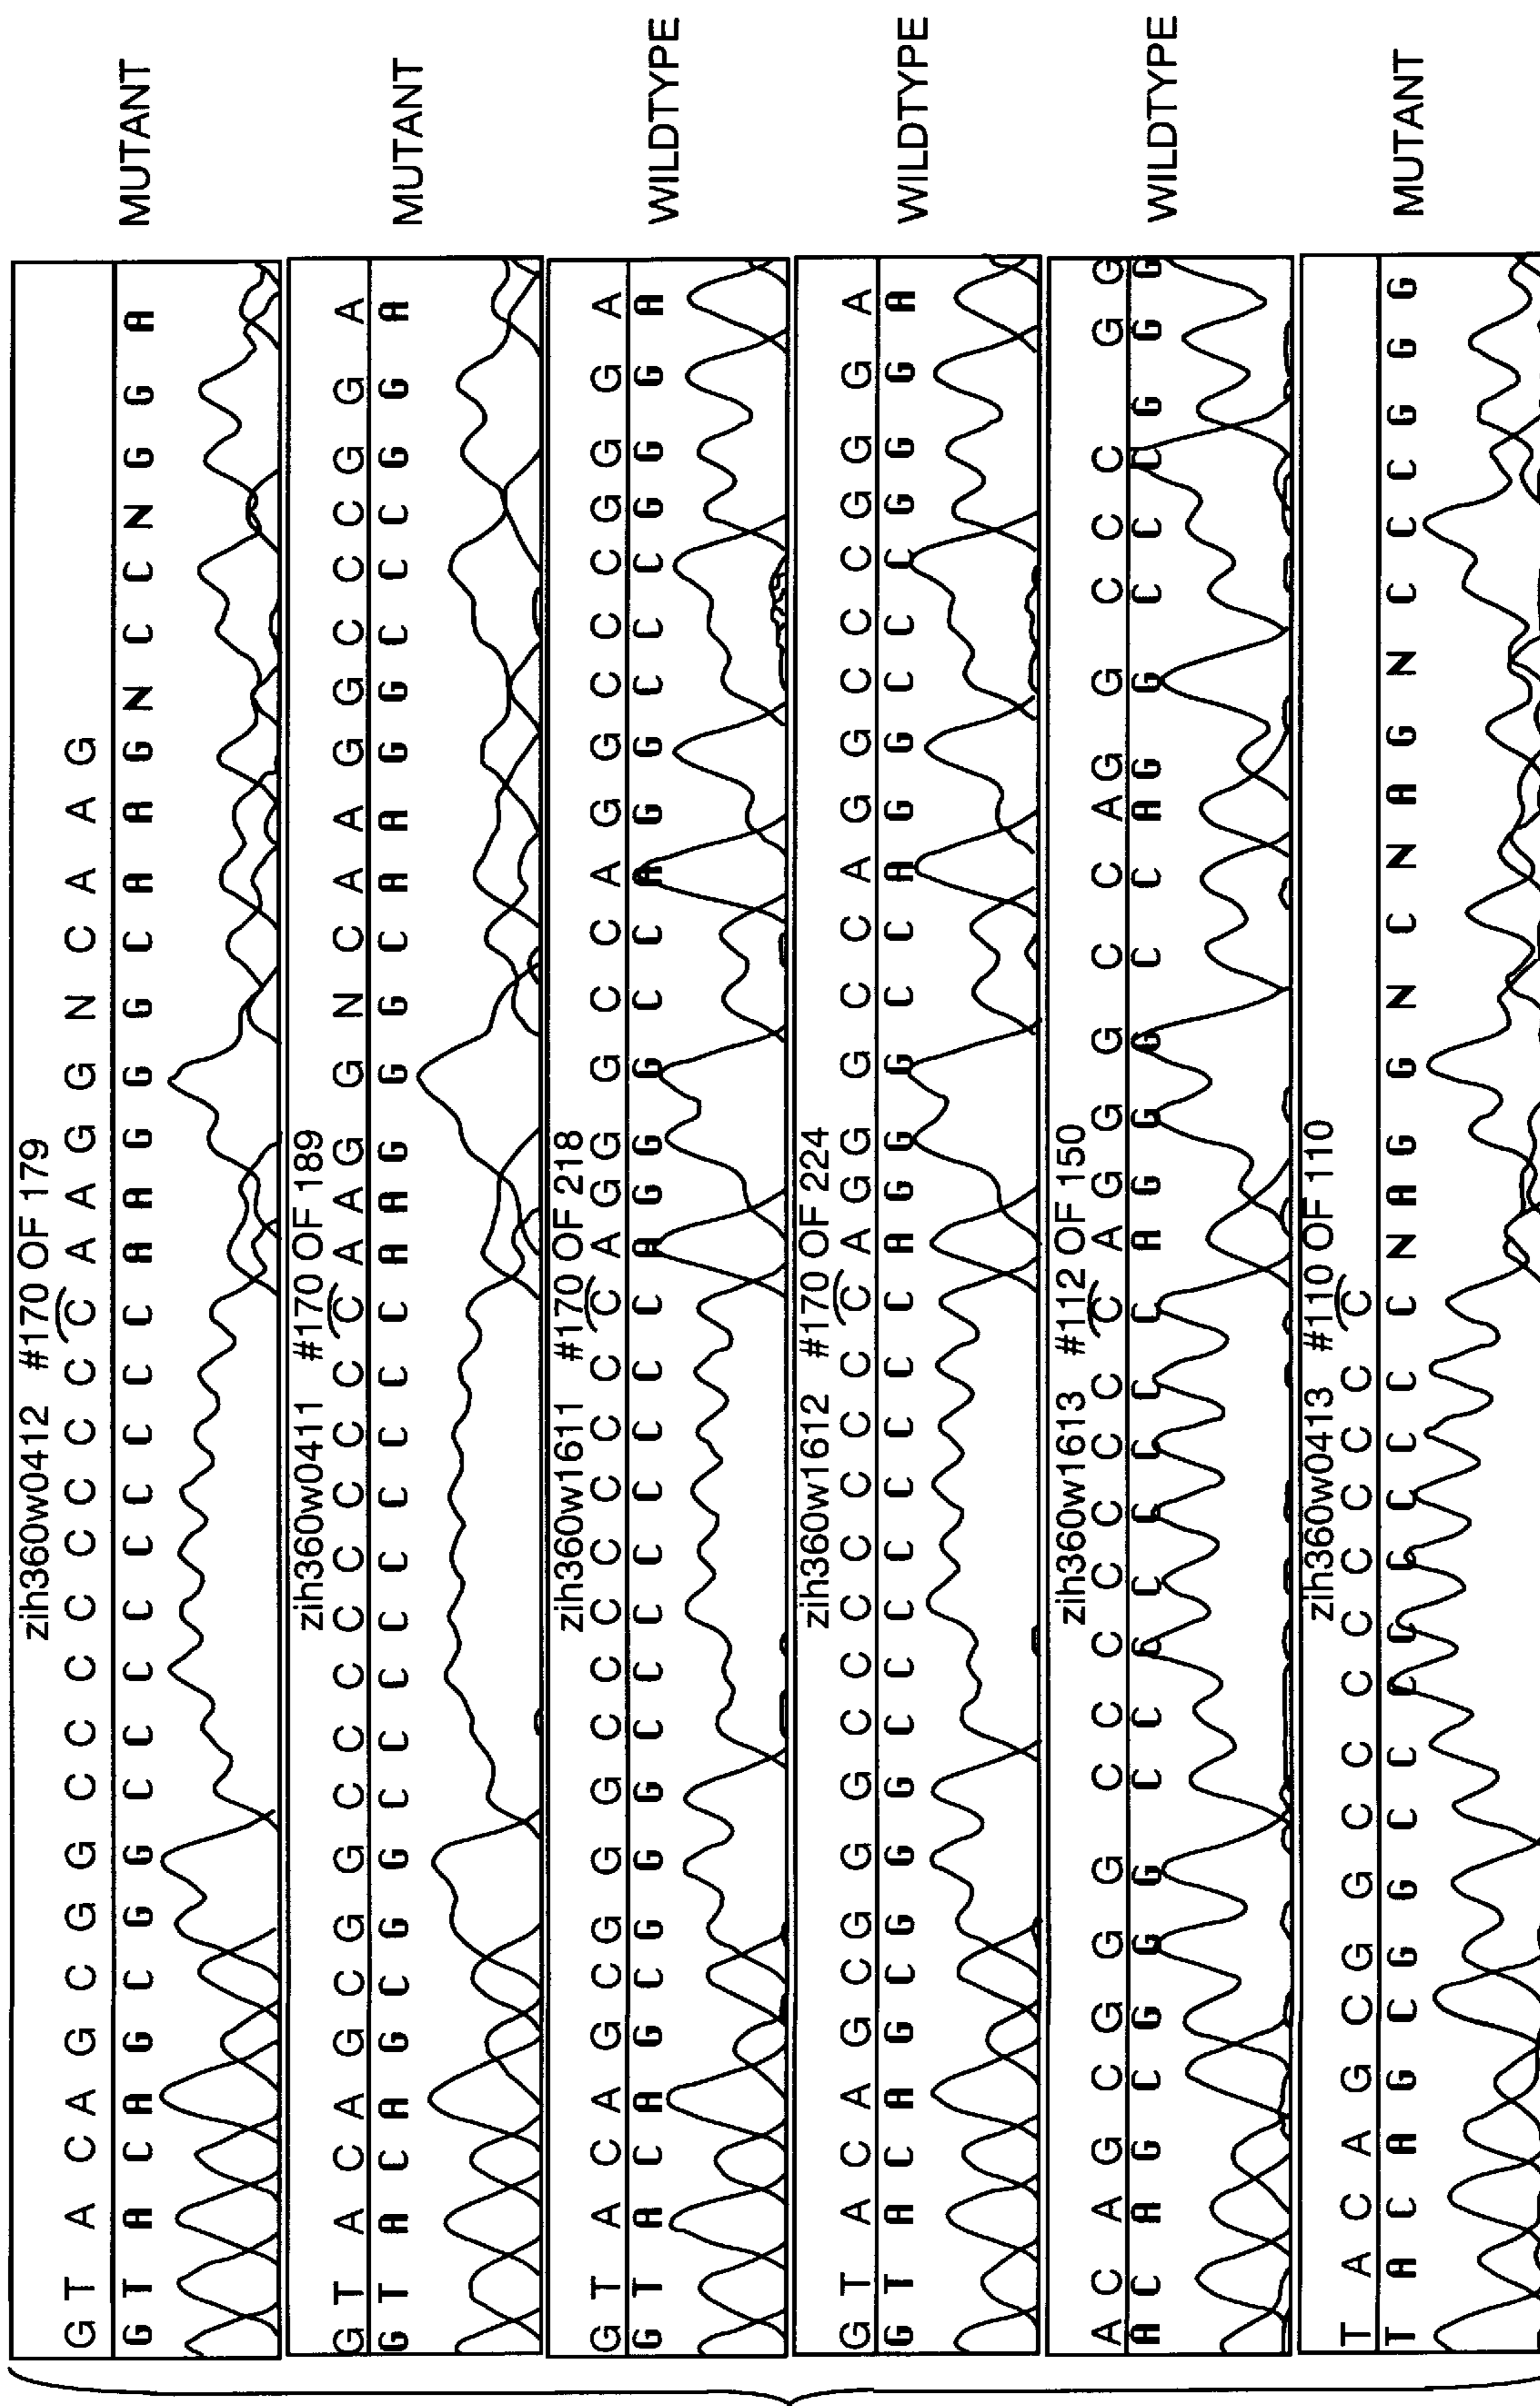 zih360w0412 #170 OF 179
G T A C A G C G G C C C C C C C C (C A A G G N C A A G
G T A C A G C G G C C C C C C C C C A A G G G C A A G N C C N G G A
MUTANT
zih360w0411 #170 OF 189
G T A C A G C G G C C C C C C C C (C A A G G N C A A G G C C C G G A
G T A C A G C G G C C C C C C C C C A A G G G C A A G G C C C G G A
MUTANT
zih360w1611 #170 OF 218
G T A C A G C G G G C C C C C C C (C A G G G C C A G G C C C G G G A
G T A C A G C G G G C C C C C C C C A G G G C C A G G C C C G G G A
WILDTYPE
zih360w1612 #170 OF 224
G T A C A G C G G G C C C C C C C (C A G G G C C A G G C C C G G G A
G T A C A G C G G G C C C C C C C C A G G G C C A G G C C C G G G A
WILDTYPE
zih360w1613 #112 OF 150
A C A G C G G G C C C C C C C (C A G G G C C A G G C C C G G
A C A G C G G G C C C C C C C C A G G G C C A G G C C C G G G
WILDTYPE
zih360w0413 #110 OF 110
T A C A G C G G C C C C C C C C (C
T A C A G C G G C C C C C C C C C N A G G N C N A G N C C C G G G
MUTANT